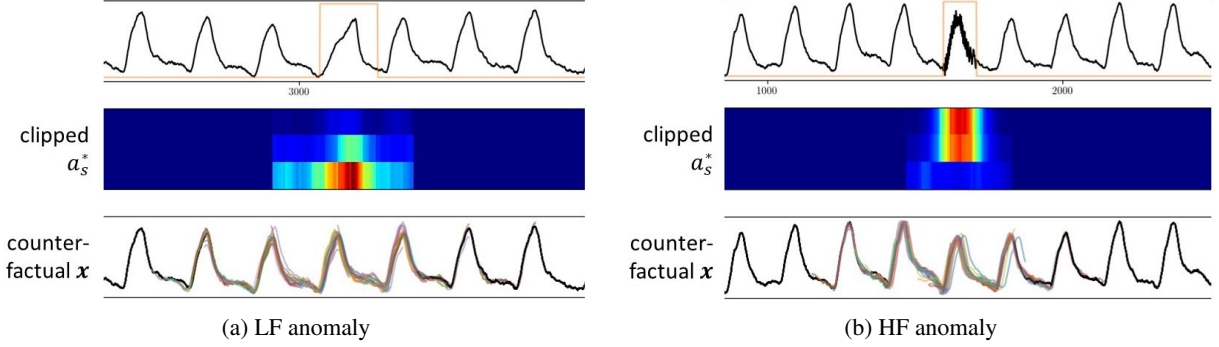 3000
clipped
a*s
counter-
factual x
(a) LF anomaly
1000 2000
clipped
a*s
counter-
factual x
(b) HF anomaly